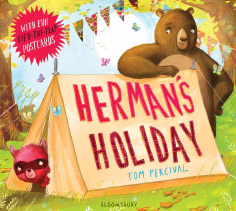 WITH FUN
LIFT-THE-FLAP
POSTCARDS
HERMAN'S
HOLIDAY
TOM PERCIVAL
BLOOMSBURY